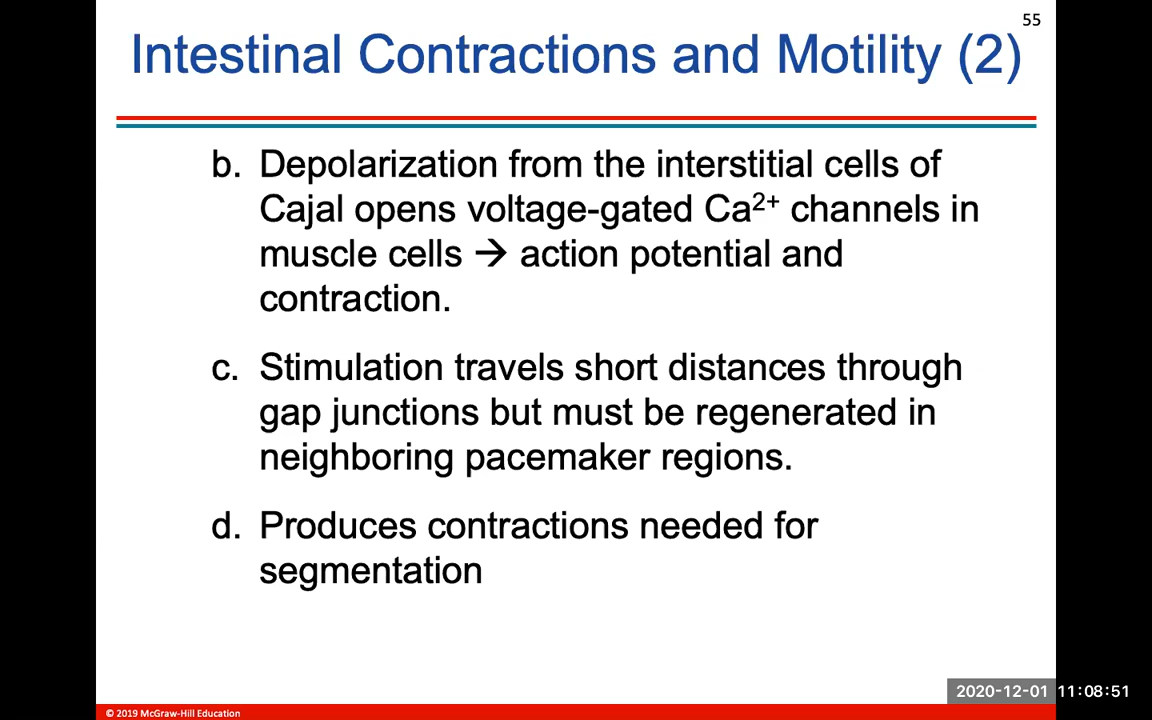 55
Intestinal Contractions and Motility (2)
b. Depolarization from the interstitial cells of
Cajal opens voltage-gated Ca²⁺ channels in
muscle cells → action potential and
contraction.
c. Stimulation travels short distances through
gap junctions but must be regenerated in
neighboring pacemaker regions.
d. Produces contractions needed for
segmentation
2020-12-01 11:08:51
© 2019 McGraw-Hill Education